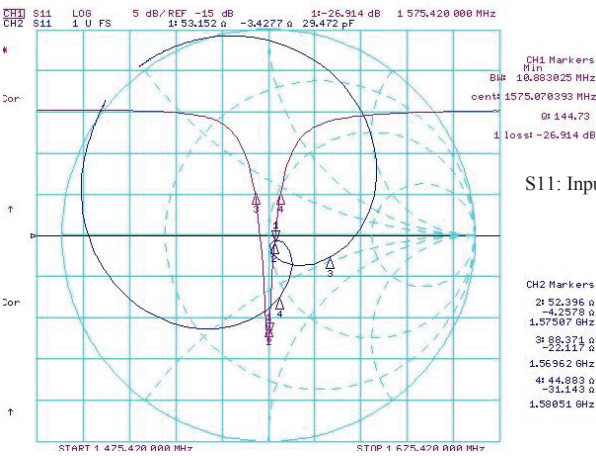 CH1 S11 LOG 5 dB/REF -15 dB 1:-26.914 dB 1 575.420 000 MHz
CH2 S11 1 U FS 1: 53.152 Ω -3.4277 Ω 29.472 pF
CH1 Markers
Min
BW: 10.883025 MHz
cent: 1575.070393 MHz
Q: 144.73
1 loss: -26.914 dB
Cor
S11: Inpu
3 4
1
2
3
4
1
2
CH2 Markers
2: 52.396 Ω
-4.2578 Ω
1.57507 GHz
3: 88.371 Ω
-22.117 Ω
1.56962 GHz
4: 44.883 Ω
-31.143 Ω
1.58051 GHz
Cor
START 1 475.420 000 MHz STOP 1 675.420 000 MHz